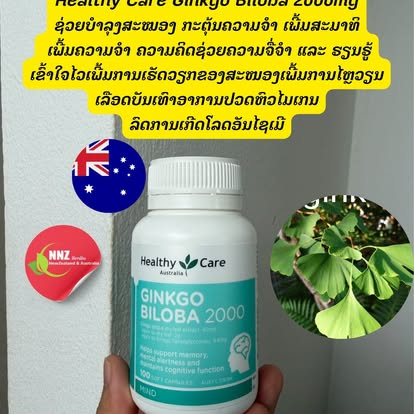 Healthy Care Ginkgo Biloba 2000mg
ຊ່ວຍບຳລຸງສະໝອງ ກະຕຸ້ນຄວາມຈຳ ເພີ້ມສະມາທິ
ເພີ້ມຄວາມຈຳ ຄວາມຄິດຊ່ວຍຄວາມຈື່ຈຳ ແລະ ຮຽນຮູ້
ເຂົ້າໃຈໄວເພີ້ມການເຮັດວຽກຂອງສະໝອງເພີ້ມການໄຫຼວຽນ
ເລືອດບັນເທົາອາການປວດຫົວໄມເກນ
ລົດການເກີດໂລດອັນໄຊເມີ
NNZ
NewZealand & Australia
Healthy Care
Australia
GINKGO
BILOBA 2000
Helps support memory,
mental alertness and
maintains cognitive function
100 SOFT CAPSULES
MIND